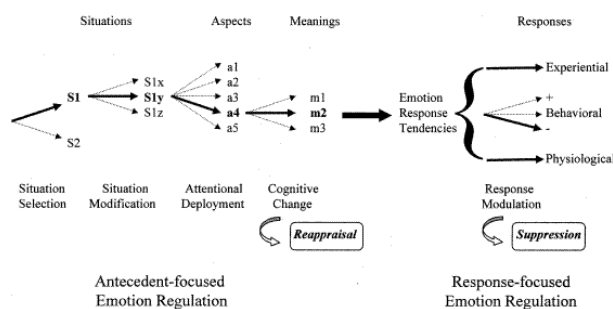 Situations Aspects Meanings Responses
a1
Experiential
S1x a2
S1 S1y a3 m1 Emotion +
S1z a4 m2 Response Behavioral
a5 m3 Tendencies -
S2
Physiological
Situation Selection
Situation Modification
Attentional Deployment
Cognitive Change
Response Modulation
Reappraisal
Suppression
Antecedent-focused
Emotion Regulation
Response-focused
Emotion Regulation